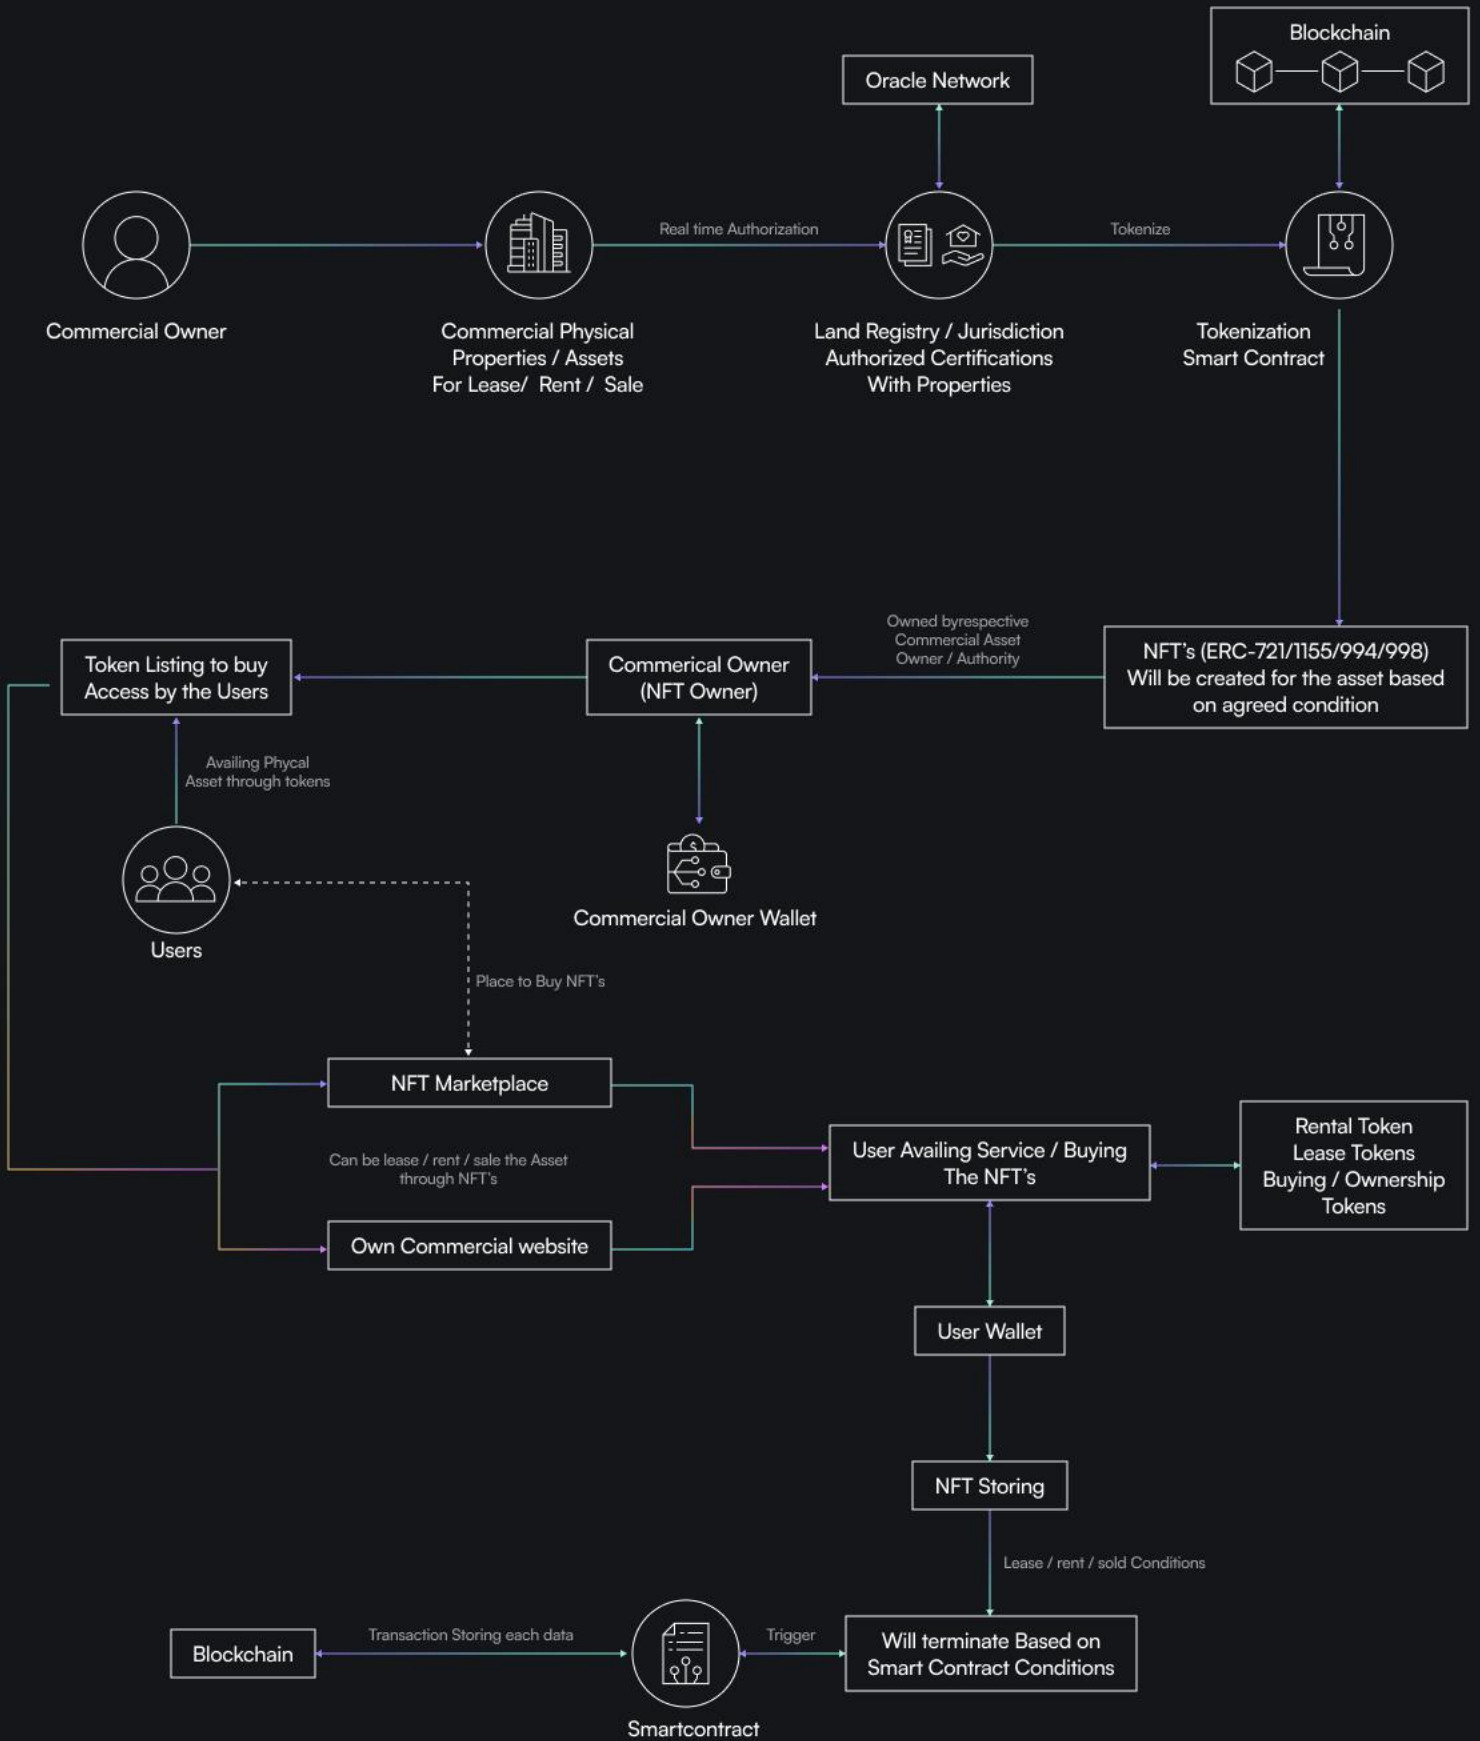 Blockchain
Oracle Network
Real time Authorization
Tokenize
Commercial Owner
Commercial Physical
Properties / Assets
For Lease/ Rent / Sale
Land Registry / Jurisdiction
Authorized Certifications
With Properties
Tokenization
Smart Contract
Token Listing to buy
Access by the Users
Commerical Owner
(NFT Owner)
Owned byrespective
Commercial Asset
Owner / Authority
NFT's (ERC-721/1155/994/998)
Will be created for the asset based
on agreed condition
Availing Phycal
Asset through tokens
$
Users
Commercial Owner Wallet
Place to Buy NFT's
NFT Marketplace
Can be lease / rent / sale the Asset
through NFT's
Own Commercial website
User Availing Service / Buying
The NFT's
Rental Token
Lease Tokens
Buying / Ownership
Tokens
User Wallet
NFT Storing
Lease / rent / sold Conditions
Blockchain
Transaction Storing each data
Trigger
Will terminate Based on
Smart Contract Conditions
Smartcontract